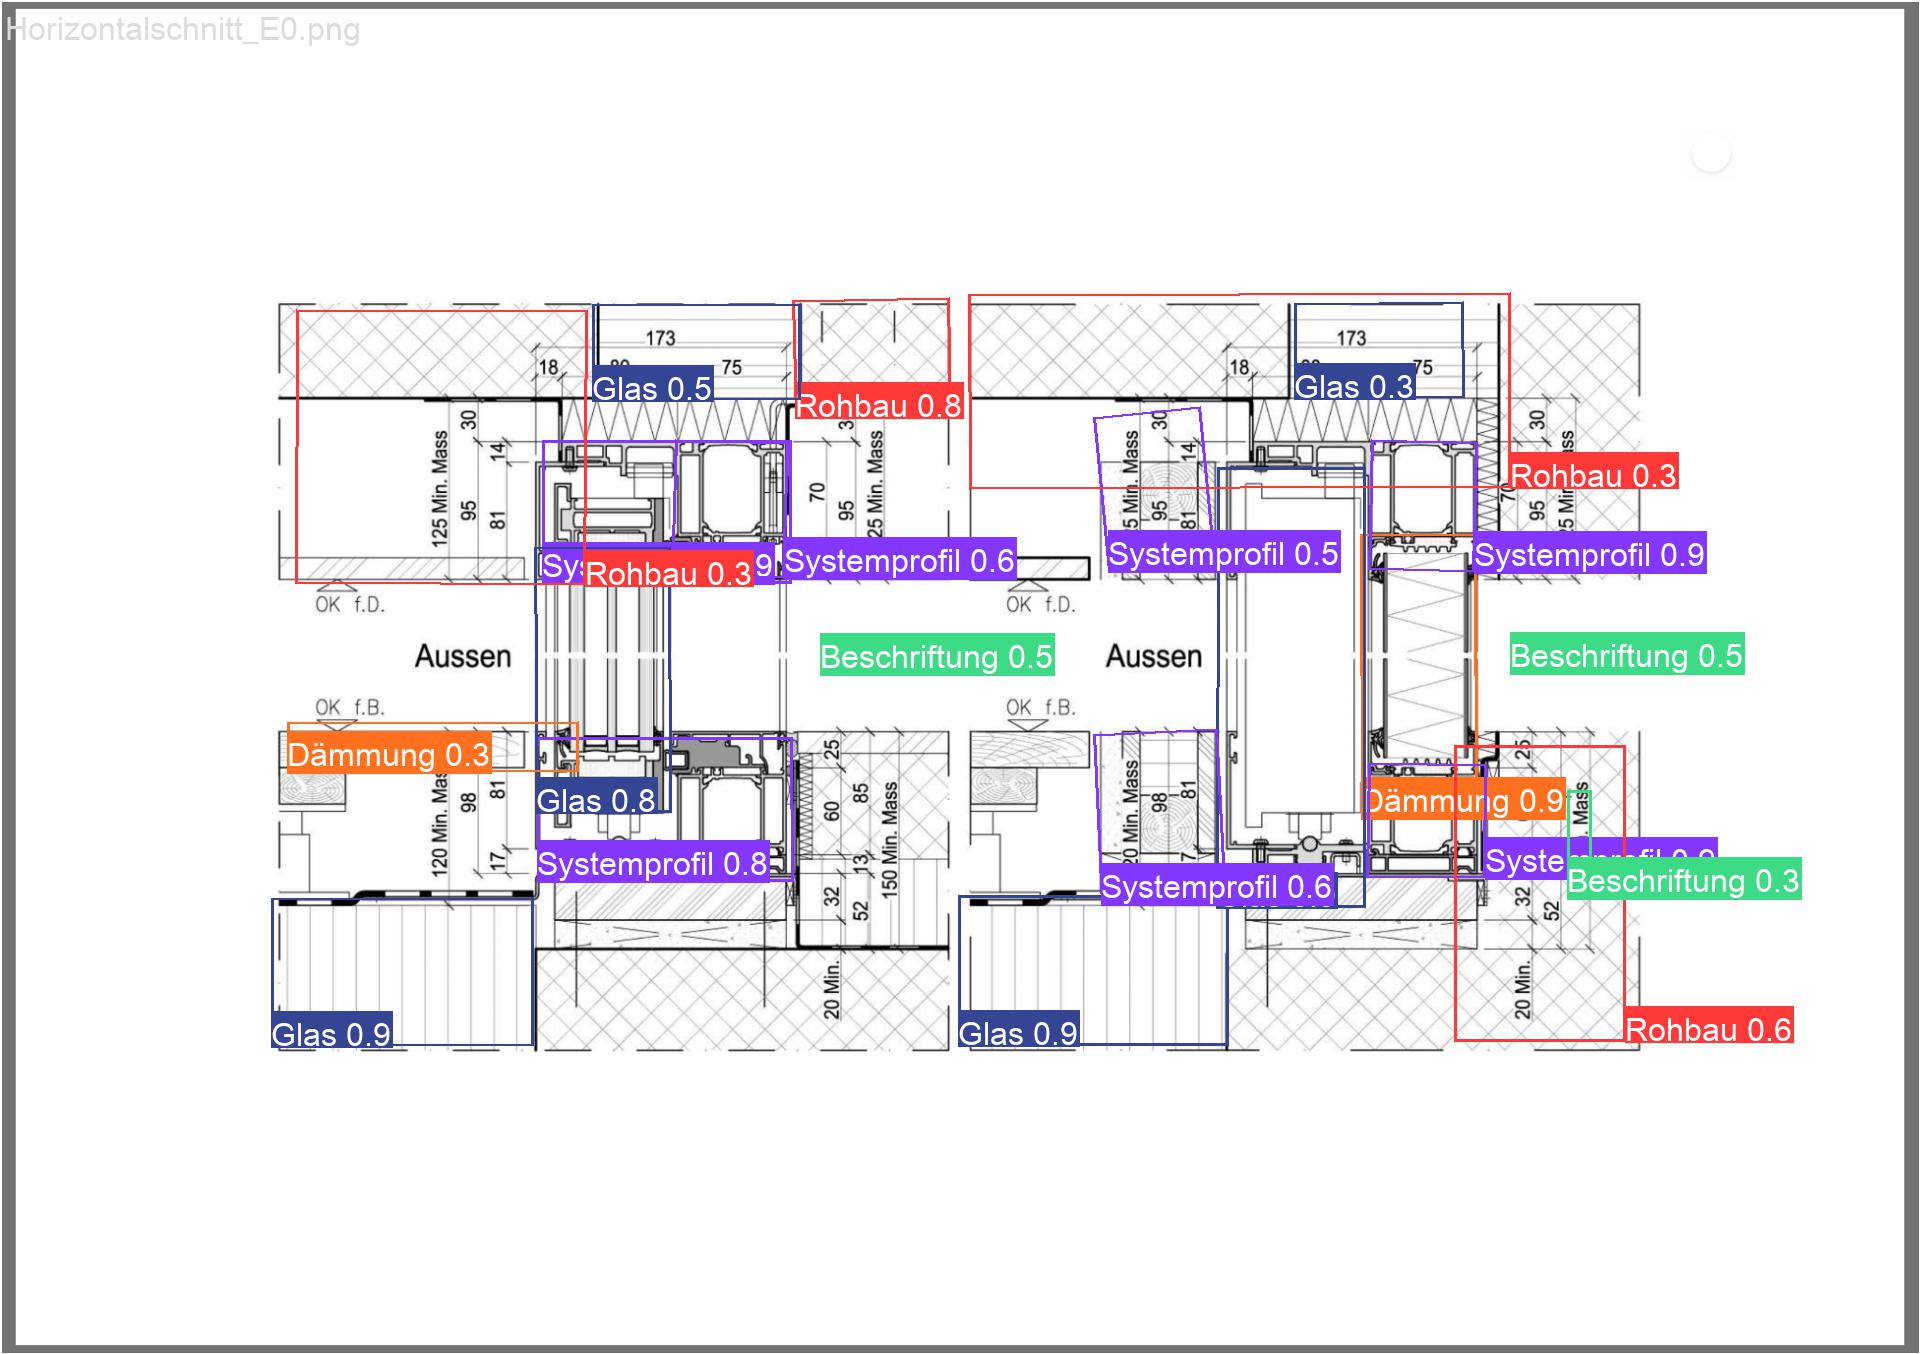 Horizontalschnitt_E0.png
173
173
18
75
18
75
Glas 0.5
Glas 0.3
Rohbau 0.8
30
14
125 Min. Mass
95
81
70
95
25 Min. Mass
30
14
5 Min. Mass
95
81
30
Rohbau 0.3
95
25 Min. Mass
Rohbau 0.3
Systemprofil 0.6
Systemprofil 0.5
Systemprofil 0.9
OK f.D.
OK f.D.
Aussen
Beschriftung 0.5
Aussen
Beschriftung 0.5
OK f.B.
OK f.B.
Dämmung 0.3
Glas 0.8
120 Min. Mass
98
81
17
25
60
85
13
150 Min. Mass
32
52
20 Min. Mass
98
81
Dämmung 0.9
Mass
Systemprofil 0.8
Systemprofil 0.6
Beschriftung 0.3
32
52
20 Min.
20 Min.
Glas 0.9
Glas 0.9
Rohbau 0.6